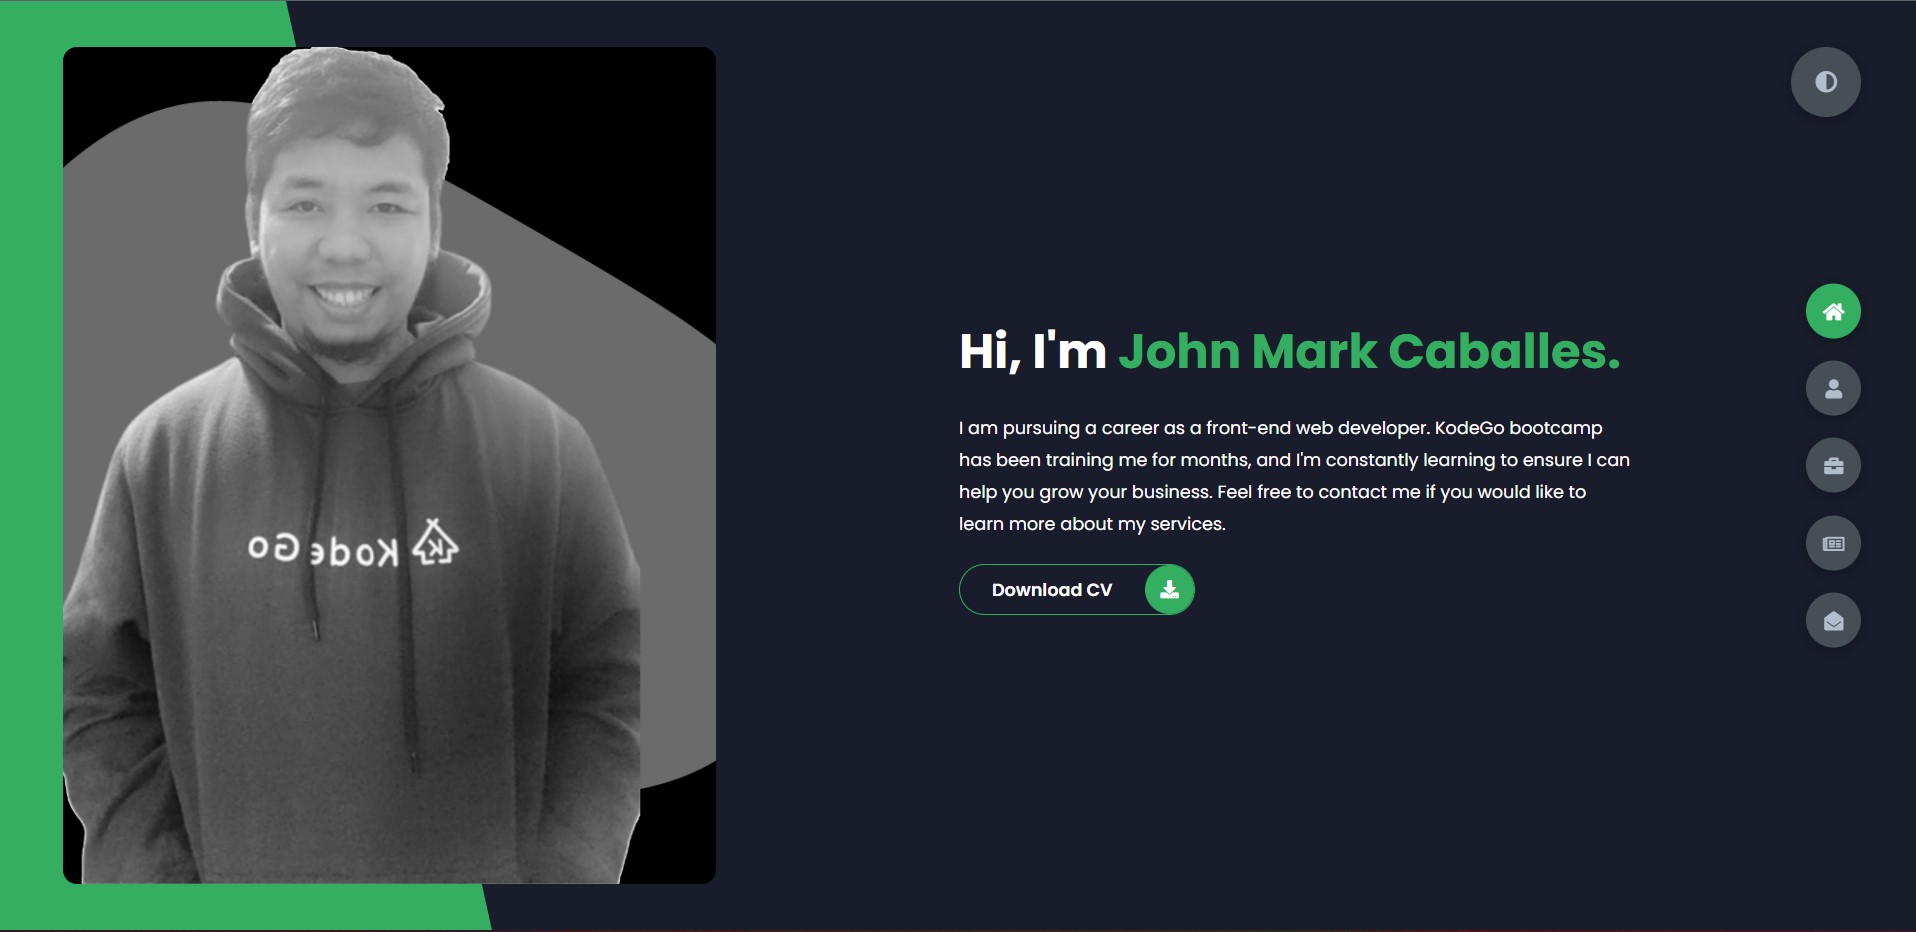 Hi, I'm John Mark Caballes.
I am pursuing a career as a front-end web developer. KodeGo bootcamp
has been training me for months, and I'm constantly learning to ensure I can
help you grow your business. Feel free to contact me if you would like to
learn more about my services.
KodeGo
Download CV